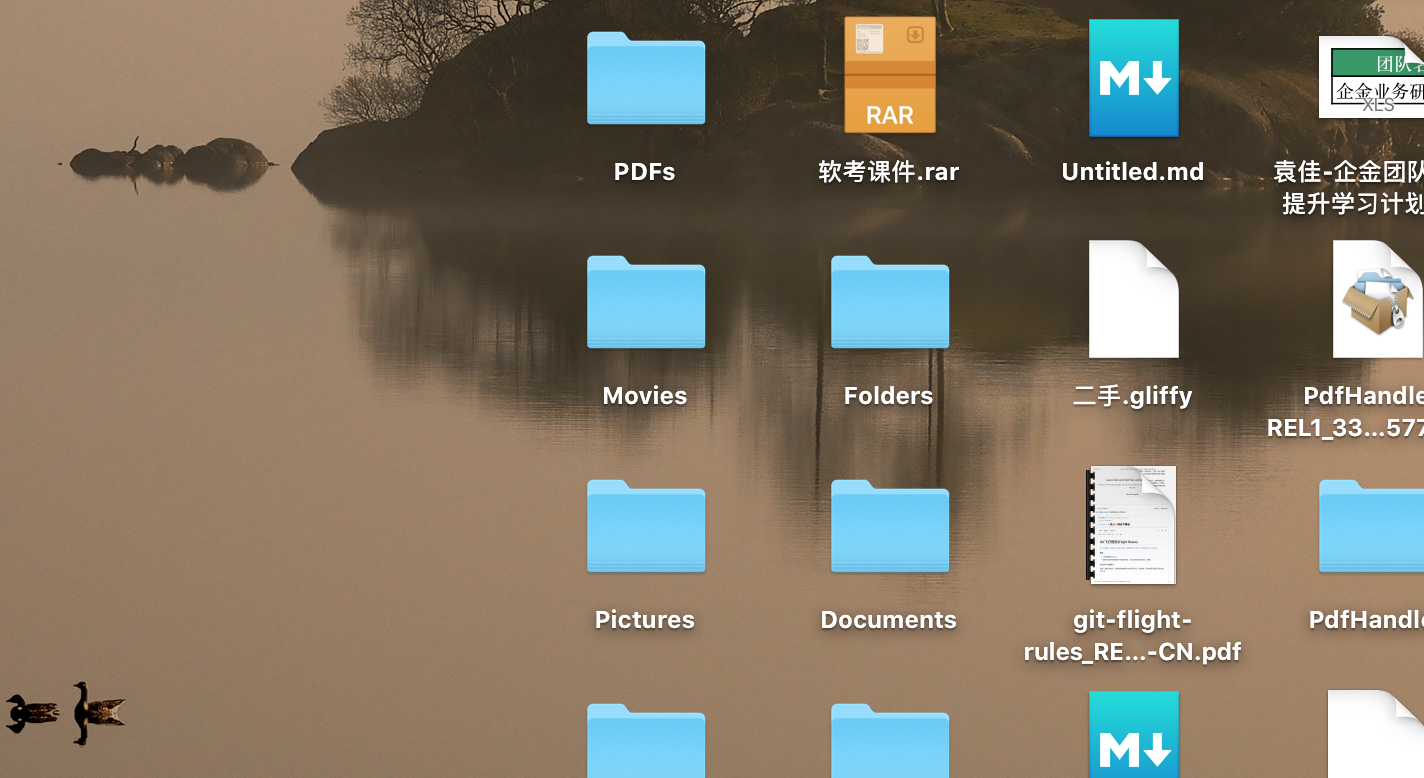 团队
企金业务研
XLS
RAR
M
PDFs
软考课件.rar
Untitled.md
袁佳-企金团队
提升学习计划
Movies
Folders
二手.gliffy
PdfHandle
REL1_33...577
Pictures
Documents
git-flight-
rules_RE...-CN.pdf
PdfHandle
M